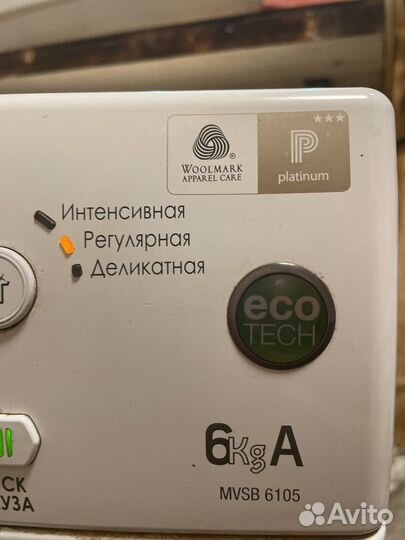 WOOLMARK
APPAREL CARE
P
platinum
Интенсивная
Регулярная
Деликатная
eco
TECH
6Kg A
СК
УЗА
MVSB 6105
Avito